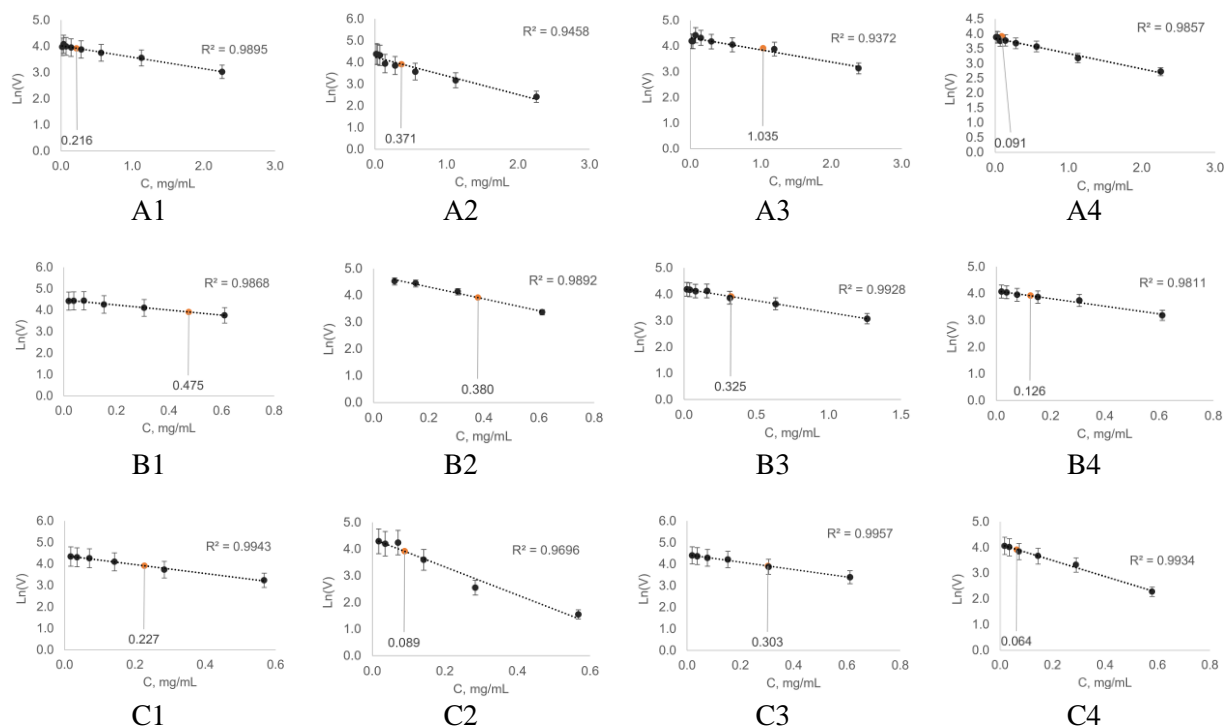 5.0
4.0
3.0
2.0
1.0
0.0
Ln(V)
R² = 0.9895
0.216
0.0 1.0 2.0 3.0
C, mg/mL
A1
6.0
5.0
4.0
3.0
2.0
1.0
0.0
Ln(V)
R² = 0.9458
0.371
0.0 1.0 2.0 3.0
C, mg/mL
A2
5.0
4.0
3.0
2.0
1.0
0.0
Ln(V)
R² = 0.9372
1.035
0.0 1.0 2.0 3.0
C, mg/mL
A3
4.5
4.0
3.5
3.0
2.5
2.0
1.5
1.0
0.5
0.0
Ln(V)
R² = 0.9857
0.091
0.0 1.0 2.0 3.0
C, mg/mL
A4
6.0
5.0
4.0
3.0
2.0
1.0
0.0
Ln(V)
R² = 0.9868
0.475
0.0 0.2 0.4 0.6 0.8
C, mg/mL
B1
5.0
4.0
3.0
2.0
1.0
0.0
Ln(V)
R² = 0.9892
0.380
0.0 0.2 0.4 0.6 0.8
C, mg/mL
B2
5.0
4.0
3.0
2.0
1.0
0.0
Ln(V)
R² = 0.9928
0.325
0.0 0.5 1.0 1.5
C, mg/mL
B3
5.0
4.0
3.0
2.0
1.0
0.0
Ln(V)
R² = 0.9811
0.126
0.0 0.2 0.4 0.6 0.8
C, mg/mL
B4
6.0
5.0
4.0
3.0
2.0
1.0
0.0
Ln(V)
R² = 0.9943
0.227
0.0 0.2 0.4 0.6
C, mg/mL
C1
5.0
4.0
3.0
2.0
1.0
0.0
Ln(V)
R² = 0.9696
0.089
0.0 0.2 0.4 0.6
C, mg/mL
C2
6.0
5.0
4.0
3.0
2.0
1.0
0.0
Ln(V)
R² = 0.9957
0.303
0.0 0.2 0.4 0.6 0.8
C, mg/mL
C3
5.0
4.0
3.0
2.0
1.0
0.0
Ln(V)
R² = 0.9934
0.064
0.0 0.2 0.4 0.6 0.8
C, mg/mL
C4